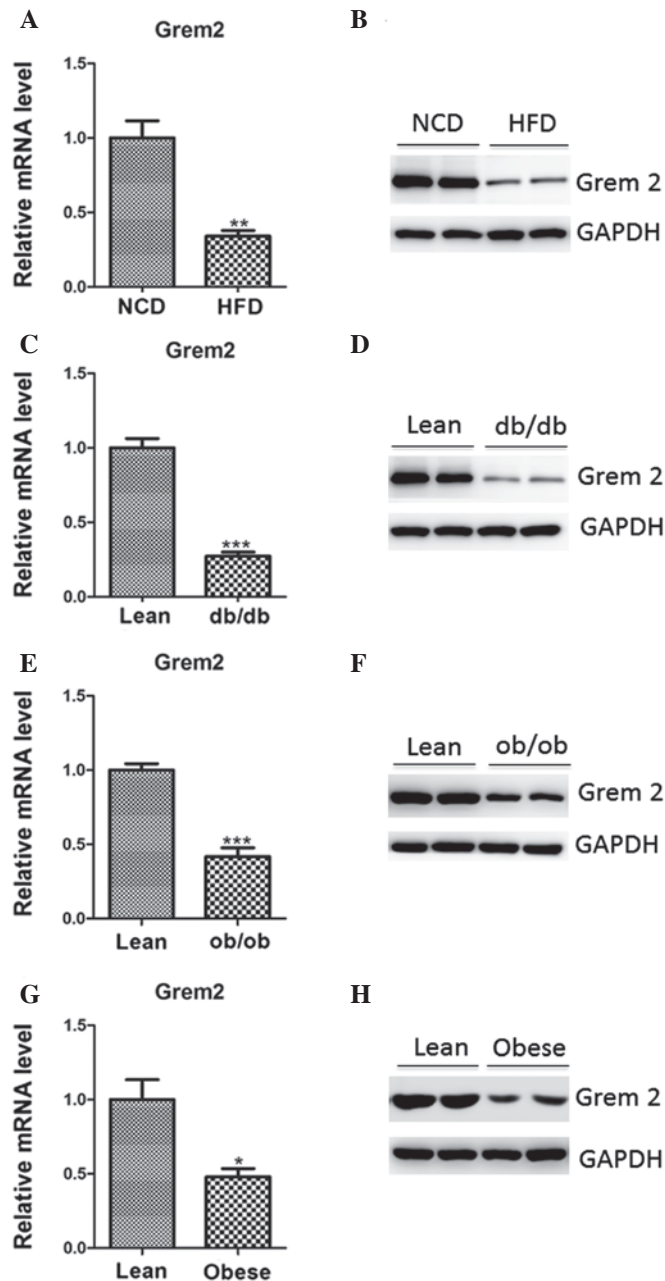 A
Grem2
Relative mRNA level
1.5
1.0
0.5
0.0
**
NCD
HFD
B
NCD HFD
Grem 2
GAPDH
C
Grem2
Relative mRNA level
1.5
1.0
0.5
0.0
***
Lean
db/db
D
Lean db/db
Grem 2
GAPDH
E
Grem2
Relative mRNA level
1.5
1.0
0.5
0.0
***
Lean
ob/ob
F
Lean ob/ob
Grem 2
GAPDH
G
Grem2
Relative mRNA level
1.5
1.0
0.5
0.0
*
Lean
Obese
H
Lean Obese
Grem 2
GAPDH